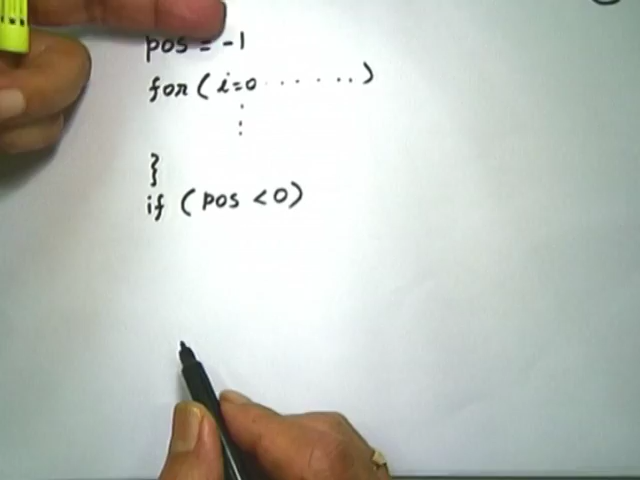 pos = -1
for (i=0 ......)
:
}
if (pos < 0)